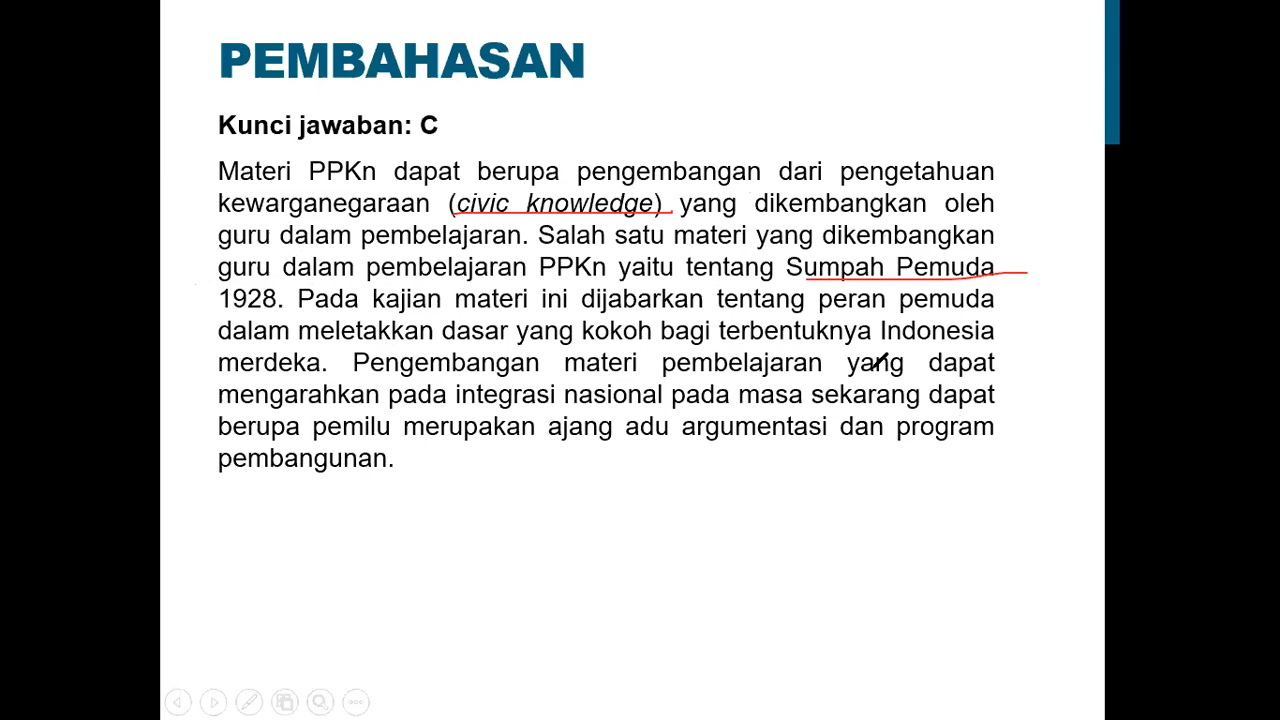 PEMBAHASAN
Kunci jawaban: C
Materi PPKn dapat berupa pengembangan dari pengetahuan
kewarganegaraan (civic knowledge) yang dikembangkan oleh
guru dalam pembelajaran. Salah satu materi yang dikembangkan
guru dalam pembelajaran PPKn yaitu tentang Sumpah Pemuda
1928. Pada kajian materi ini dijabarkan tentang peran pemuda
dalam meletakkan dasar yang kokoh bagi terbentuknya Indonesia
merdeka. Pengembangan materi pembelajaran yang dapat
mengarahkan pada integrasi nasional pada masa sekarang dapat
berupa pemilu merupakan ajang adu argumentasi dan program
pembangunan.